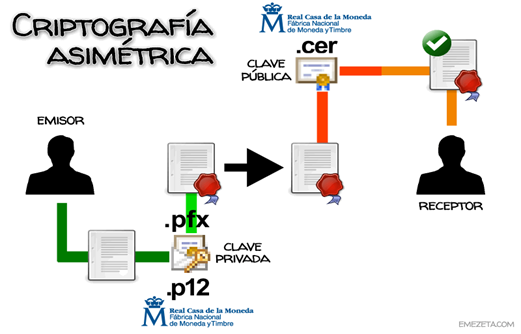 CRIPTOGRAFÍA
ASIMÉTRICA
Real Casa de la Moneda
Fábrica Nacional
de Moneda y Timbre
.cer
CLAVE
PÚBLICA
EMISOR
RECEPTOR
.pfx
CLAVE
PRIVADA
.p12
Real Casa de la Moneda
Fábrica Nacional
de Moneda y Timbre
EMEZETA.COM